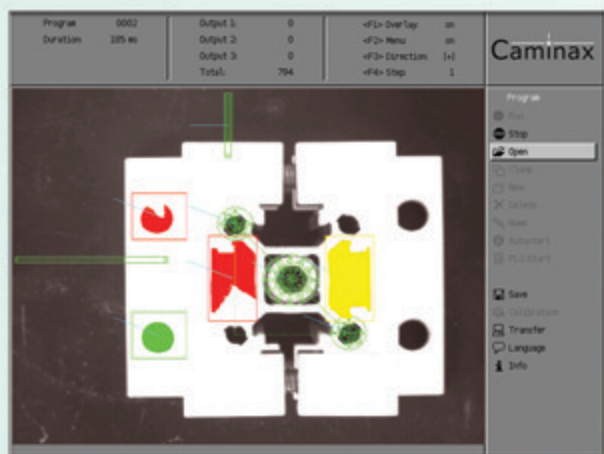 Program 0002
Duration: 185 ms
Output 1: 0
Output 2: 0
Output 3: 0
Total: 794
<F1> Overlay on
<F2> Menu on
<F3> Direction [+]
<F4> Step 1
Caminax
Program
Run
Stop
Open
Close
New
Delete
Name
Autostart
PLC-Start
Save
Calibration
Transfer
Language
Info